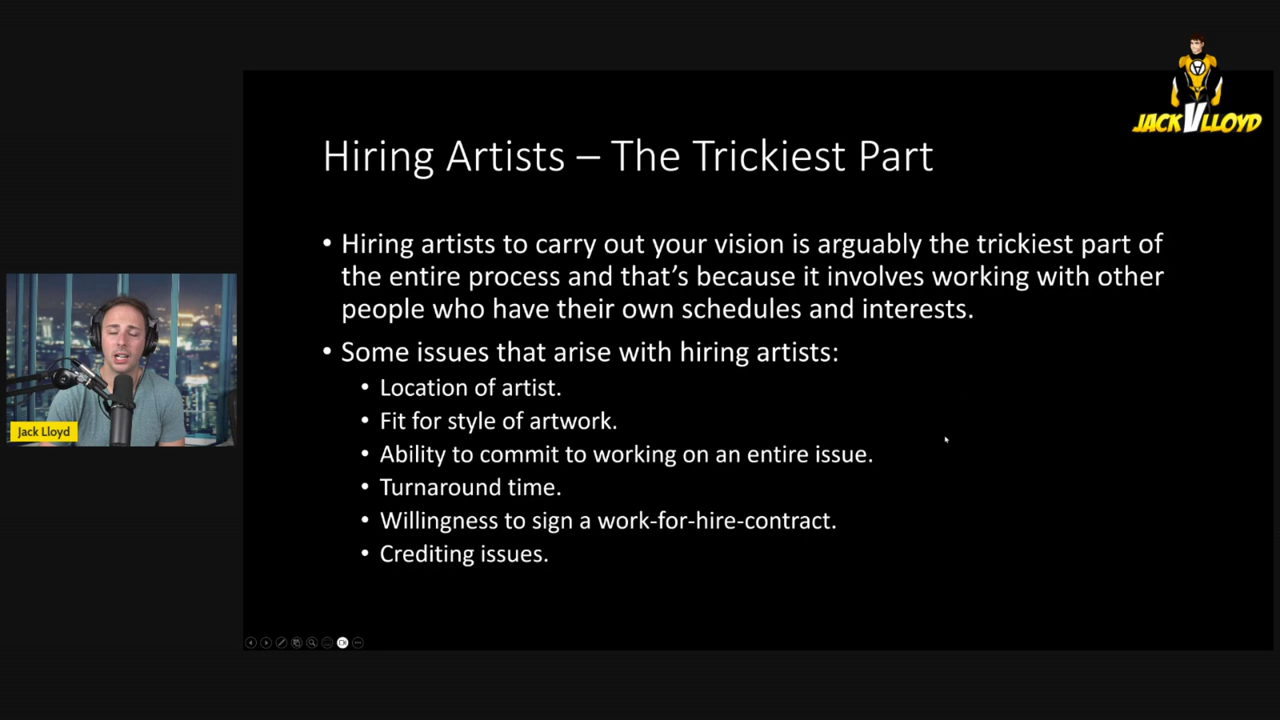 JACK V LLOYD
Hiring Artists – The Trickiest Part
• Hiring artists to carry out your vision is arguably the trickiest part of
the entire process and that’s because it involves working with other
people who have their own schedules and interests.
• Some issues that arise with hiring artists:
• Location of artist.
• Fit for style of artwork.
• Ability to commit to working on an entire issue.
• Turnaround time.
• Willingness to sign a work-for-hire-contract.
• Crediting issues.
Jack Lloyd